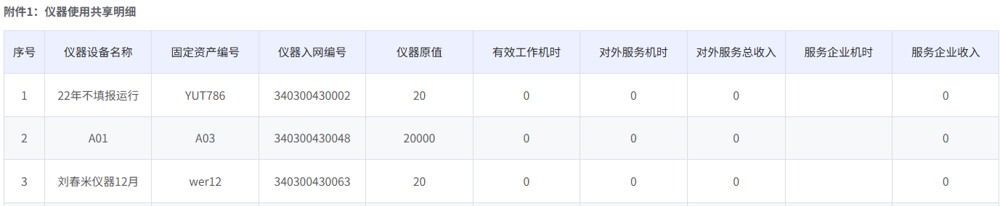 附件1：仪器使用共享明细
序号 仪器设备名称 固定资产编号 仪器入网编号 仪器原值 有效工作机时 对外服务机时 对外服务总收入 服务企业机时 服务企业收入
1 22年不填报运行 YUT786 340300430002 20 0 0 0 0
2 A01 A03 340300430048 20000 0 0 0 0
3 刘春米仪器12月 wer12 340300430063 20 0 0 0 0